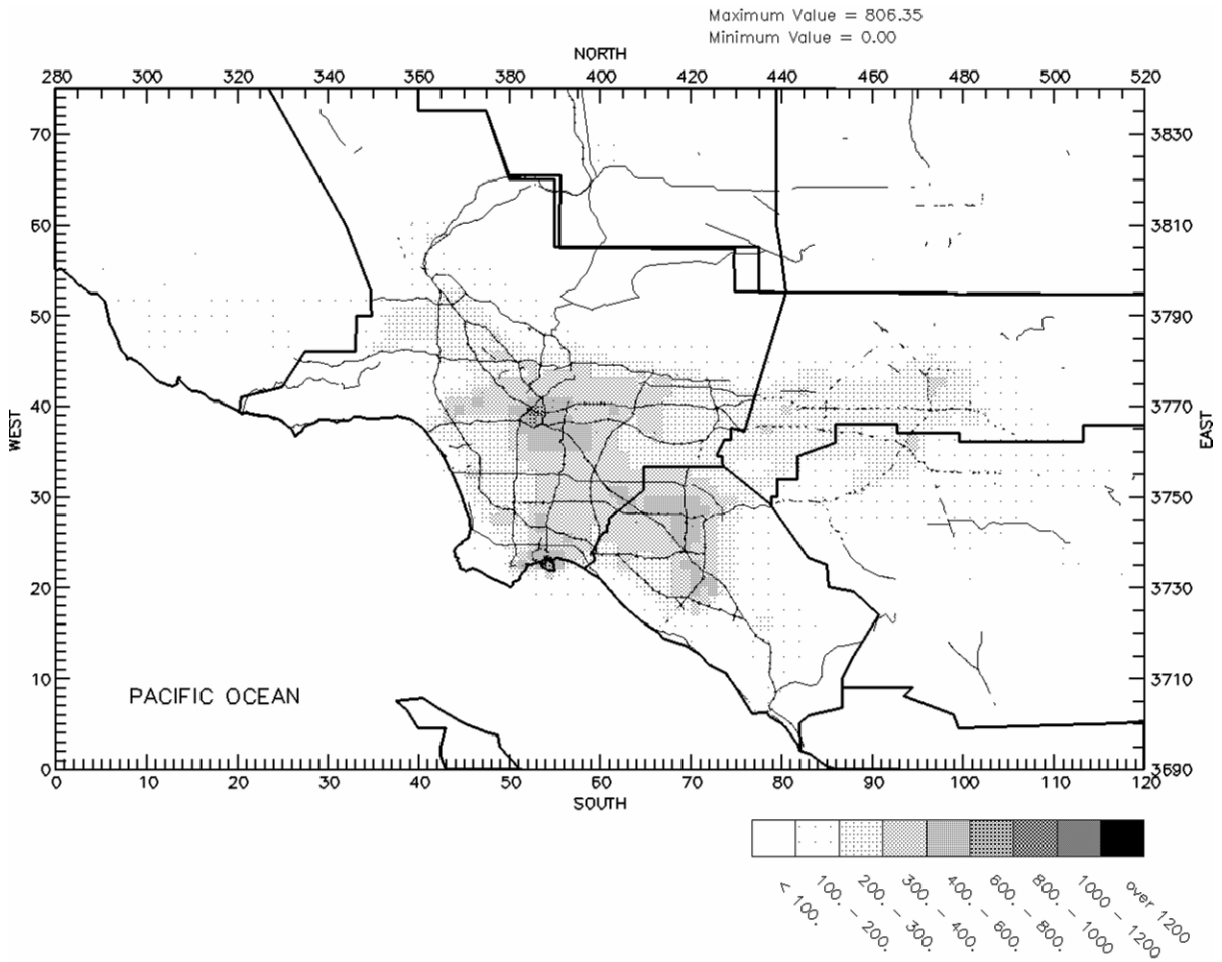 Maximum Value = 806.35
Minimum Value = 0.00
NORTH
280 300 320 340 360 380 400 420 440 460 480 500 520
70 3830
60 3810
50 3790
40 3770
WEST EAST
30 3750
20 3730
10 3710
PACIFIC OCEAN
0 3690
0 10 20 30 40 50 60 70 80 90 100 110 120
SOUTH
< 100.
100. - 200.
200. - 300.
300. - 400.
400. - 600.
600. - 800.
800. - 1000
1000 - 1200
over 1200